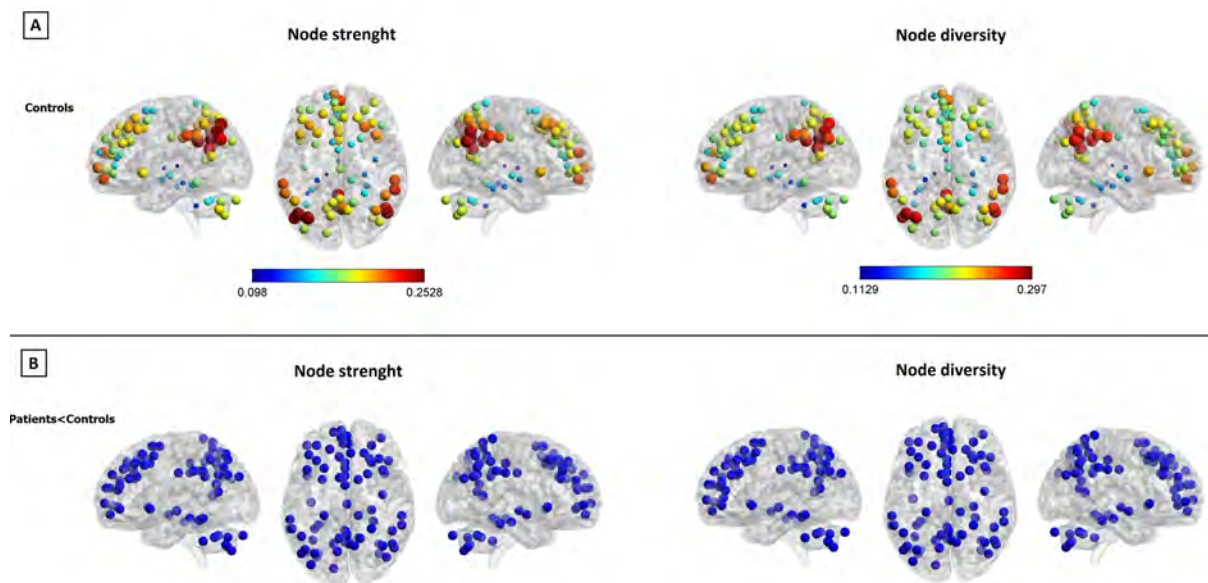 A
Node strenght
Node diversity
Controls
0.098
0.2528
0.1129
0.297
B
Node strenght
Node diversity
Patients<Controls